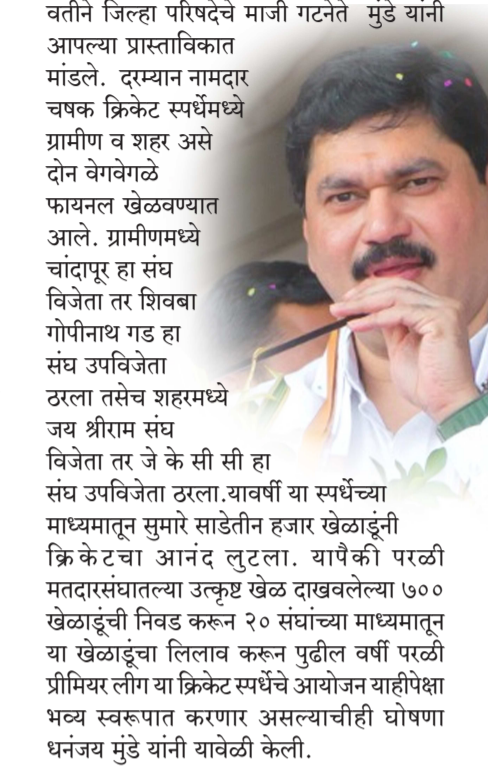 वतीने जिल्हा परिषदेचे माजी गटनेते मुंडे यांनी
आपल्या प्रास्ताविकात
मांडले. दरम्यान नामदार
चषक क्रिकेट स्पर्धेमध्ये
ग्रामीण व शहर असे
दोन वेगवेगळे
फायनल खेळवण्यात
आले. ग्रामीणमध्ये
चांदापूर हा संघ
विजेता तर शिवबा
गोपीनाथ गड हा
संघ उपविजेता
ठरला तसेच शहरमध्ये
जय श्रीराम संघ
विजेता तर जे के सी सी हा
संघ उपविजेता ठरला.यावर्षी या स्पर्धेच्या
माध्यमातून सुमारे साडेतीन हजार खेळाडूंनी
क्रिकेटचा आनंद लुटला. यापैकी परळी
मतदारसंघातल्या उत्कृष्ट खेळ दाखवलेल्या ७००
खेळाडूंची निवड करून २० संघांच्या माध्यमातून
या खेळाडूंचा लिलाव करून पुढील वर्षी परळी
प्रीमियर लीग या क्रिकेट स्पर्धेचे आयोजन याहीपेक्षा
भव्य स्वरूपात करणार असल्याचीही घोषणा
धनंजय मुंडे यांनी यावेळी केली.